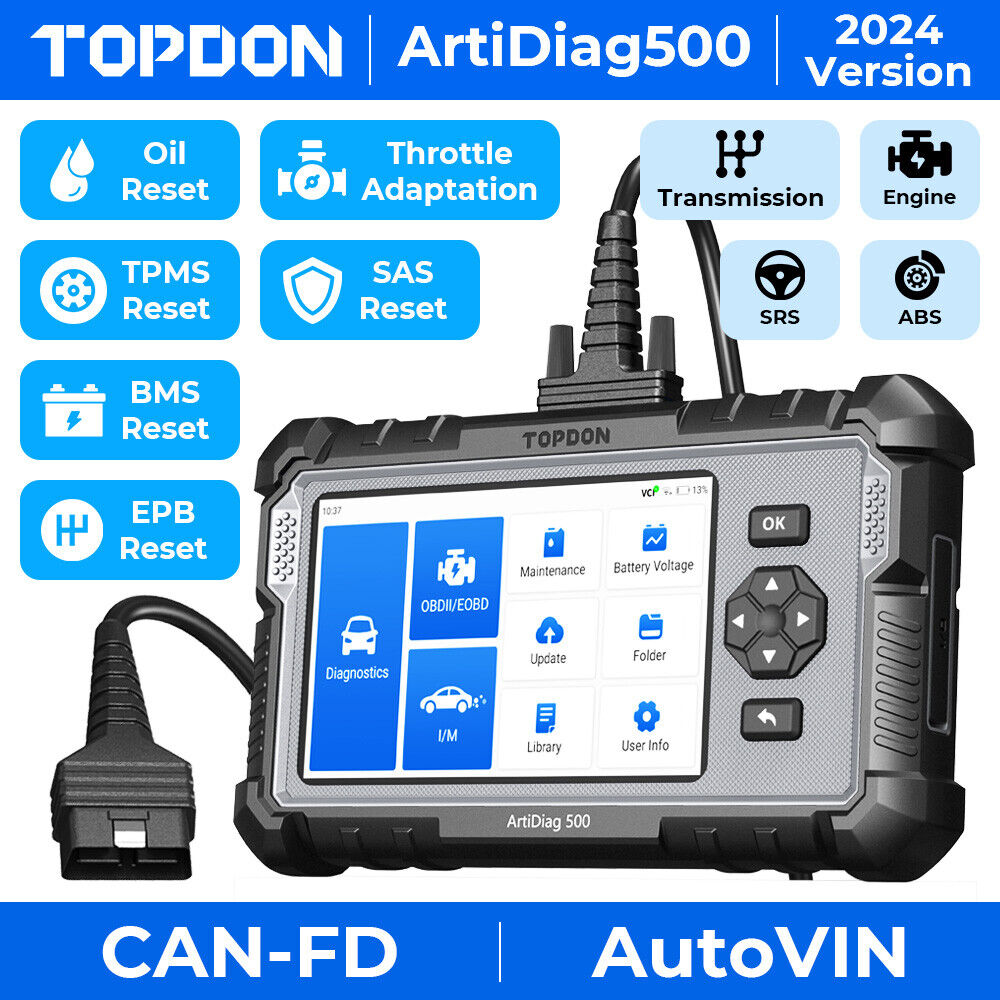 TOPDON
ArtiDiag500
2024
Version
Oil
Reset
Throttle
Adaptation
Transmission
Engine
TPMS
Reset
SAS
Reset
SRS
ABS
BMS
Reset
EPB
Reset
TOPDON
10:37
VCI
13%
Diagnostics
OBDII/EOBD
I/M
Maintenance
Battery Voltage
Update
Folder
Library
User Info
OK
ArtiDiag 500
CAN-FD
AutoVIN